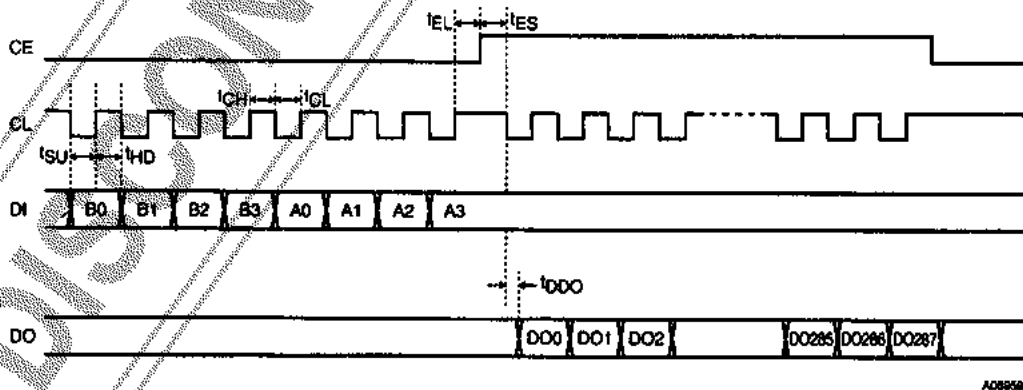 tEL tES
CE
tCH tCL
CL
tSU tHD
DI B0 B1 B2 B3 A0 A1 A2 A3
tDDO
DO DO0 DO1 DO2 DO285 DO286 DO287
DISCON